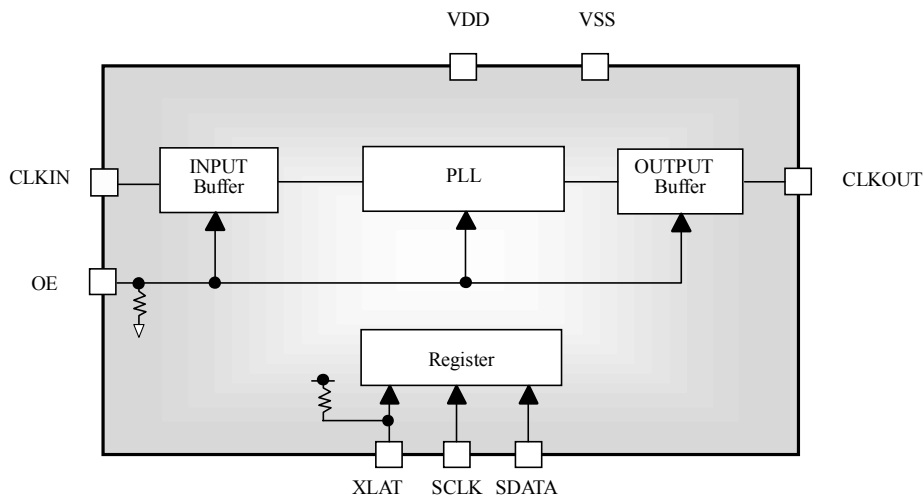 VDD VSS
CLKIN
INPUT
Buffer
PLL
OUTPUT
Buffer
CLKOUT
OE
Register
XLAT SCLK SDATA